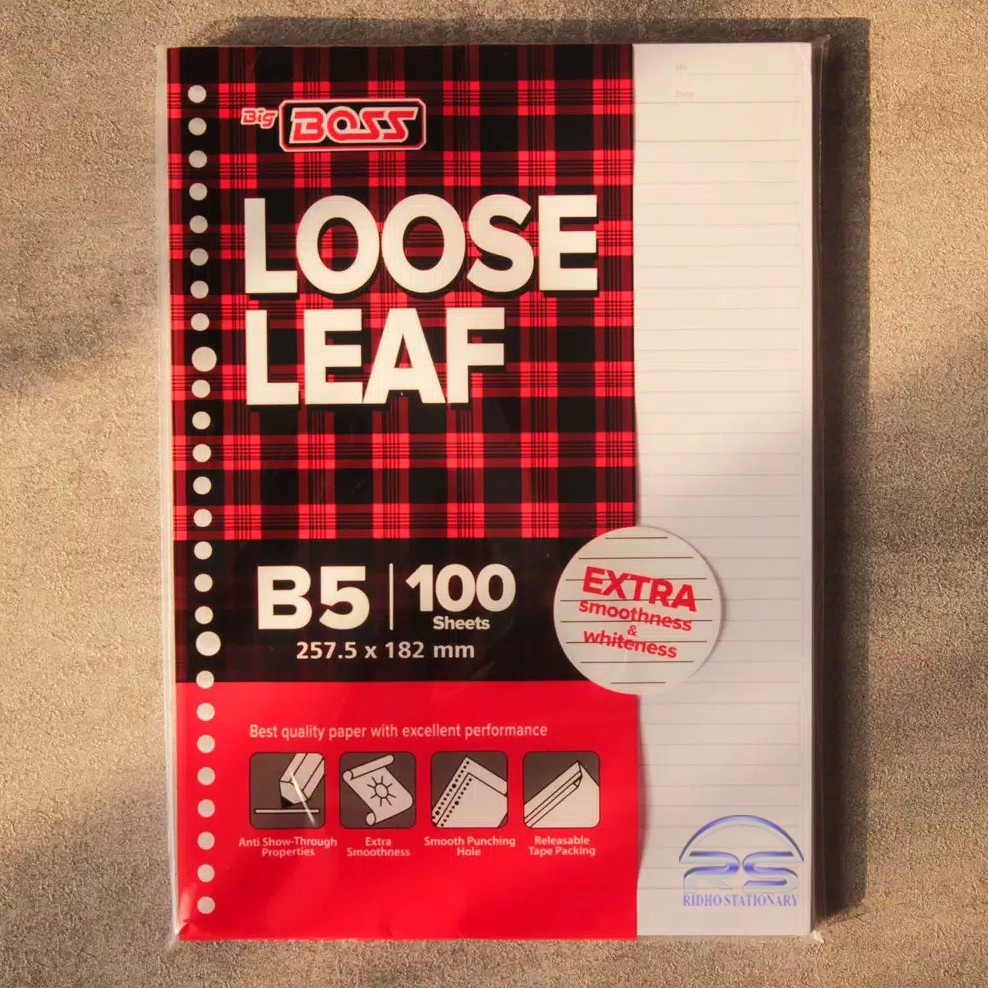 Big BOSS
LOOSE
LEAF
B5 | 100
Sheets
257.5 x 182 mm
EXTRA
smoothness
&
whiteness
Best quality paper with excellent performance
Anti Show-Through
Properties
Extra
Smoothness
Smooth Punching
Hole
Releasable
Tape Packing
RS
RIDHO STATIONARY